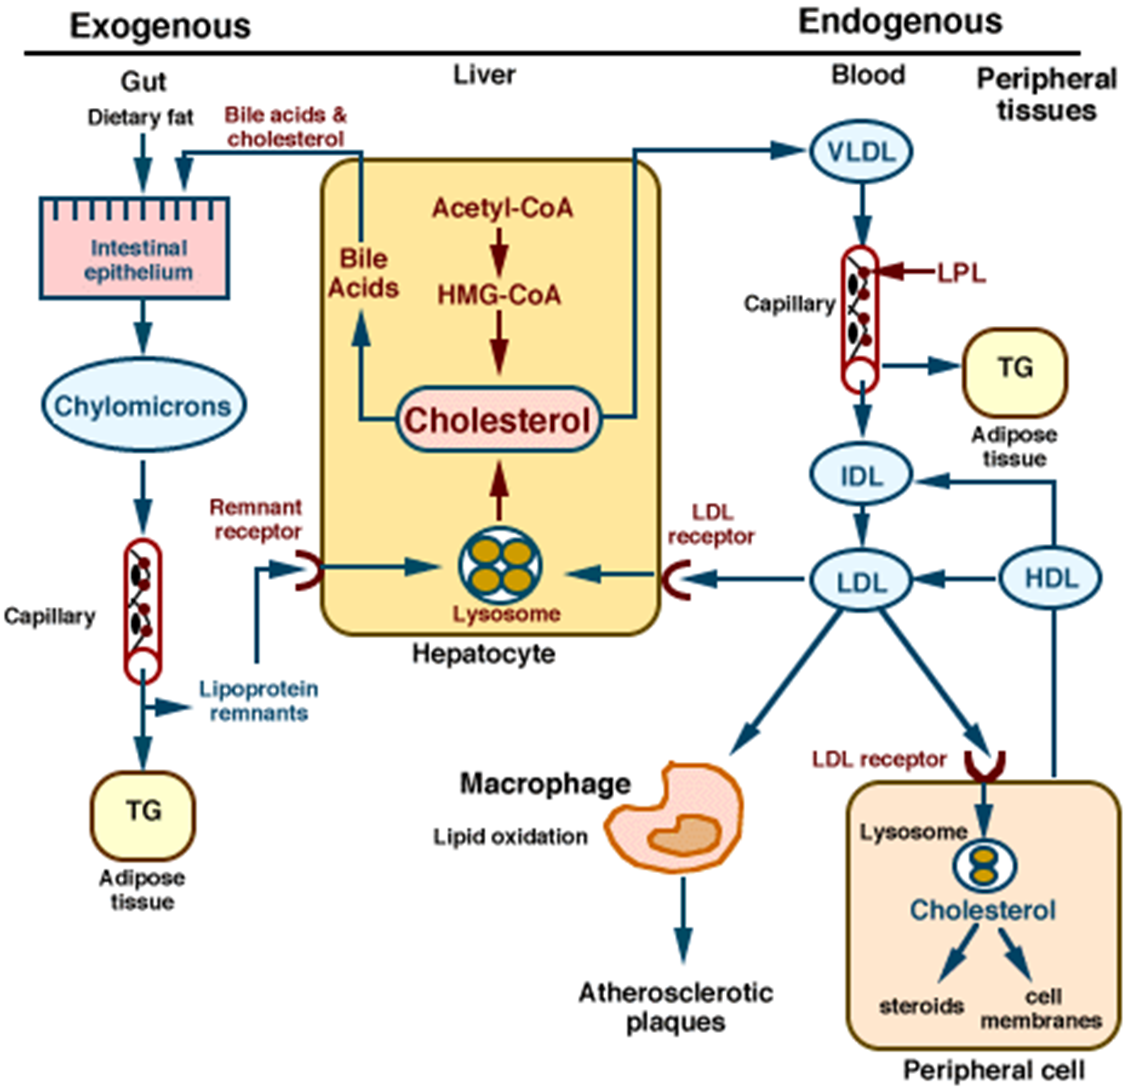 Exogenous
Endogenous
Gut
Liver
Blood
Peripheral
tissues
Dietary fat
Bile acids &
cholesterol
VLDL
Acetyl-CoA
Intestinal
epithelium
Bile
Acids
HMG-CoA
LPL
Capillary
TG
Adipose
tissue
Chylomicrons
Cholesterol
IDL
Remnant
receptor
LDL
receptor
LDL
HDL
Lysosome
Capillary
Hepatocyte
Lipoprotein
remnants
LDL receptor
Macrophage
Lipid oxidation
TG
Adipose
tissue
Lysosome
Cholesterol
steroids
cell
membranes
Atherosclerotic
plaques
Peripheral cell